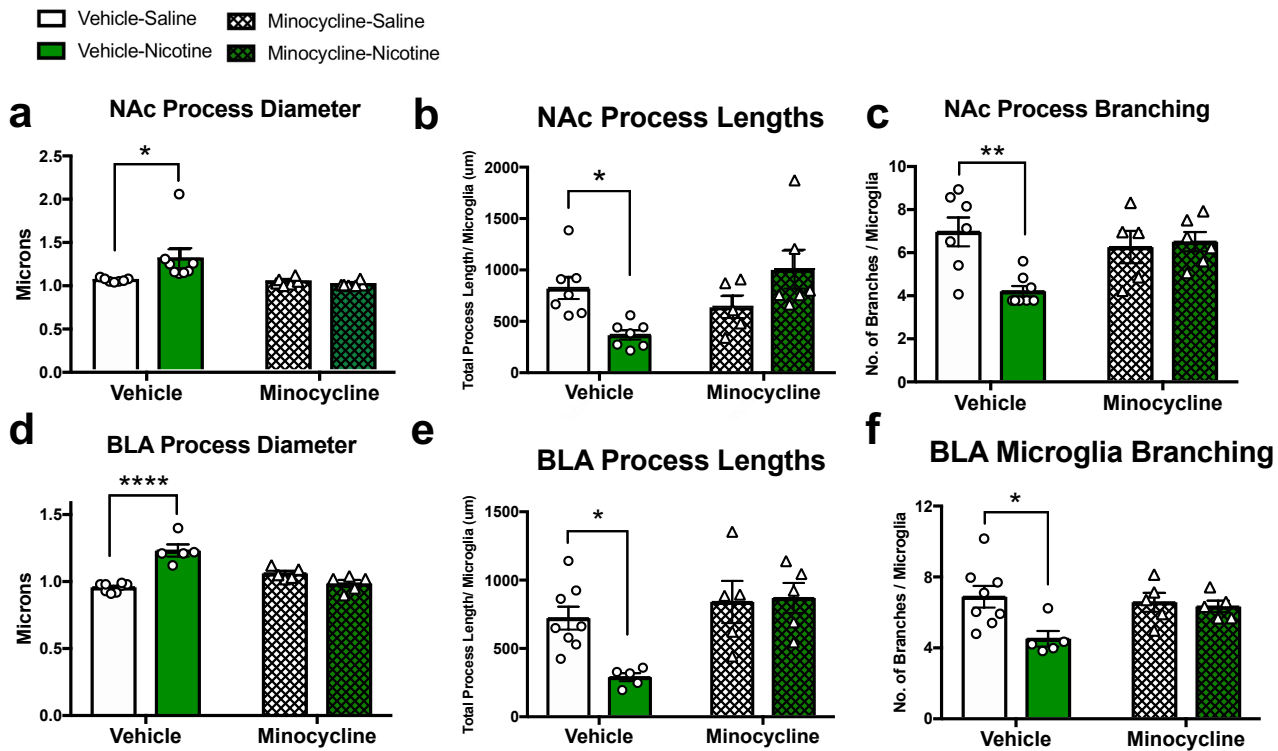 Vehicle-Saline
Minocycline-Saline
Vehicle-Nicotine
Minocycline-Nicotine
a
NAc Process Diameter
Microns
2.5
2.0
1.5
1.0
0.5
0.0
*
Vehicle
Minocycline
b
NAc Process Lengths
Total Process Length/ Microglia (um)
2000
1500
1000
500
0
*
Vehicle
Minocycline
c
NAc Process Branching
No. of Branches / Microglia
10
8
6
4
2
0
**
Vehicle
Minocycline
d
BLA Process Diameter
Microns
1.5
1.0
0.5
0.0
****
Vehicle
Minocycline
e
BLA Process Lengths
Total Process Length/ Microglia (um)
1500
1000
500
0
*
Vehicle
Minocycline
f
BLA Microglia Branching
No. of Branches / Microglia
12
8
4
0
*
Vehicle
Minocycline